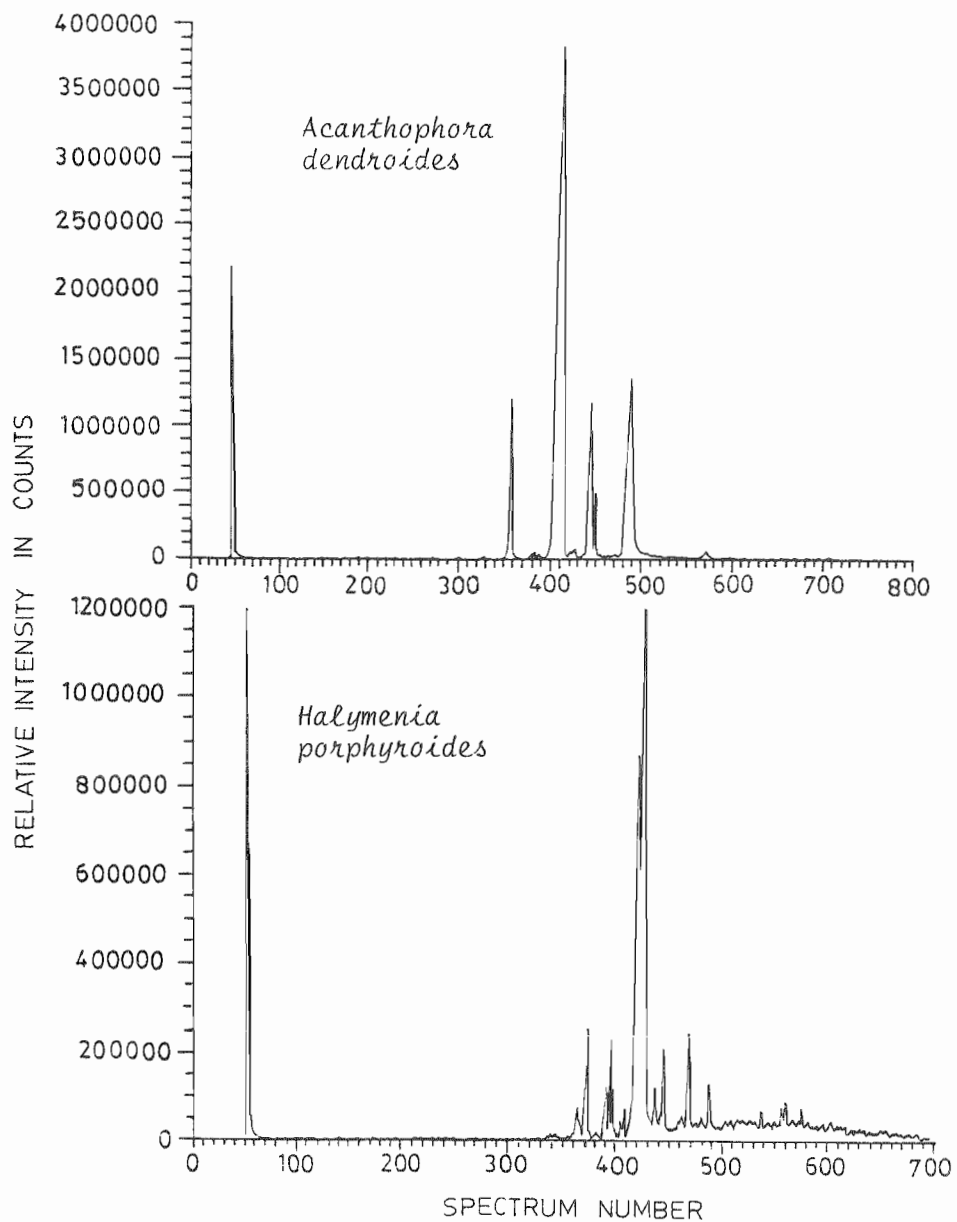 4000000
3500000
3000000
2500000
2000000
1500000
1000000
500000
0
Acanthophora
dendroides
0 100 200 300 400 500 600 700 800
RELATIVE INTENSITY IN COUNTS
1200000
1000000
800000
600000
400000
200000
0
Halymenia
porphyroides
0 100 200 300 400 500 600 700
SPECTRUM NUMBER